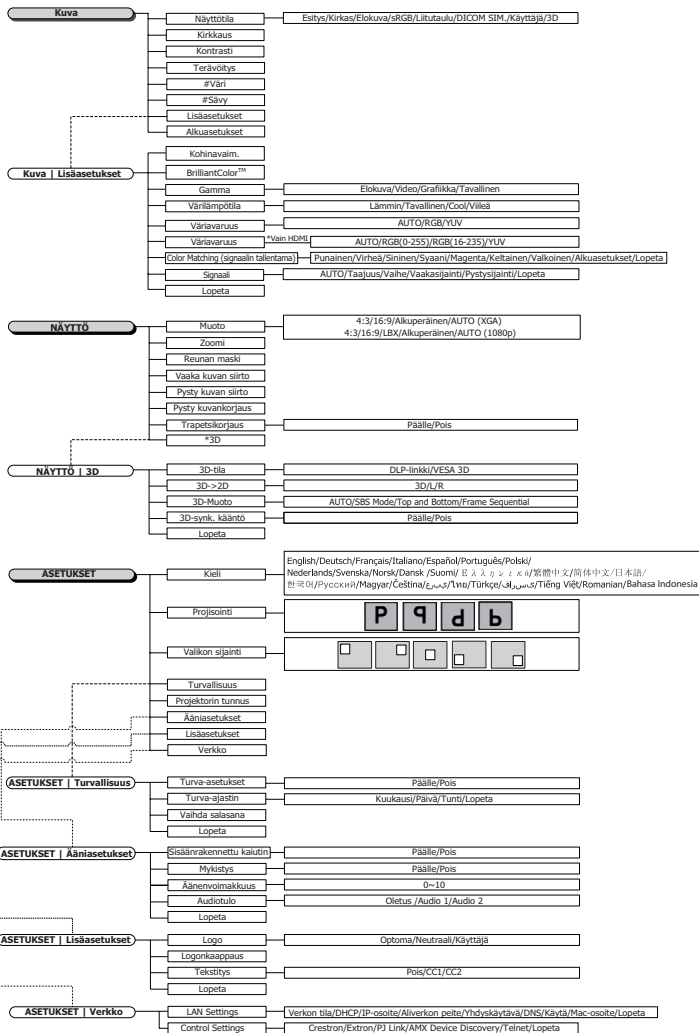 Kuva
Näyttötila
Esitys/Kirkas/Elokuva/sRGB/Liitutaulu/DICOM SIM./Käyttäjä/3D
Kirkkaus
Kontrasti
Terävöitys
#Väri
#Sävy
Lisäasetukset
Alkuasetukset
Kuva | Lisäasetukset
Kohinavaim.
BrilliantColor™
Gamma
Elokuva/Video/Grafiikka/Tavallinen
Värilämpötila
Lämmin/Tavallinen/Cool/Viileä
Väriavaruus
AUTO/RGB/YUV
Väriavaruus
*Vain HDMI
AUTO/RGB(0-255)/RGB(16-235)/YUV
Color Matching (signaalin tallentama)
Punainen/Virheä/Sininen/Syaani/Magenta/Keltainen/Valkoinen/Alkuasetukset/Lopeta
Signaali
AUTO/Taajuus/Vaihe/Vaakasijainti/Pystysijainti/Lopeta
Lopeta
NÄYTTÖ
Muoto
4:3/16:9/Alkuperäinen/AUTO (XGA)
4:3/16:9/LBX/Alkuperäinen/AUTO (1080p)
Zoomi
Reunan maski
Vaaka kuvan siirto
Pysty kuvan siirto
Pysty kuvankorjaus
Trapetsikorjaus
Päälle/Pois
*3D
NÄYTTÖ | 3D
3D-tila
DLP-linkki/VESA 3D
3D->2D
3D/L/R
3D-Muoto
AUTO/SBS Mode/Top and Bottom/Frame Sequential
3D-synk. kääntö
Päälle/Pois
Lopeta
ASETUKSET
Kieli
English/Deutsch/Français/Italiano/Español/Português/Polski/
Nederlands/Svenska/Norsk/Dansk /Suomi/ Ελληνικά/繁體中文/简体中文/日本語/
한국어/Русский/Magyar/Čeština/عربي/ไทย/Türkçe/فارسی/Tiếng Việt/Romanian/Bahasa Indonesia
Projisointi
P P P P
Valikon sijainti
Turvallisuus
Projektorin tunnus
Ääniasetukset
Lisäasetukset
Verkko
ASETUKSET | Turvallisuus
Turva-asetukset
Päälle/Pois
Turva-ajastin
Kuukausi/Päivä/Tunti/Lopeta
Vaihda salasana
Lopeta
ASETUKSET | Ääniasetukset
Sisäänrakennettu kaiutin
Päälle/Pois
Mykistys
Päälle/Pois
Äänenvoimakkuus
0~10
Audiotulo
Oletus /Audio 1/Audio 2
Lopeta
ASETUKSET | Lisäasetukset
Logo
Optoma/Neutraali/Käyttäjä
Logonkaappaus
Tekstitys
Pois/CC1/CC2
Lopeta
ASETUKSET | Verkko
LAN Settings
Verkon tila/DHCP/IP-osoite/Aliverkon peite/Yhdyskäytävä/DNS/Käytä/Mac-osoite/Lopeta
Control Settings
Crestron/Extron/PJ Link/AMX Device Discovery/Telnet/Lopeta